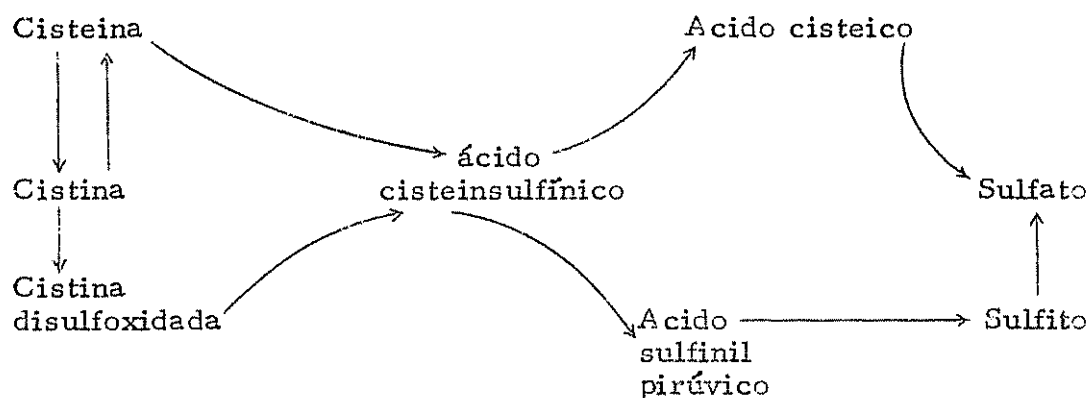 Cisteina
Acido cisteico
ácido
cisteinsulfínico
Cistina
Sulfato
Cistina
disulfoxidada
Acido
sulfinil
pirúvico
Sulfito